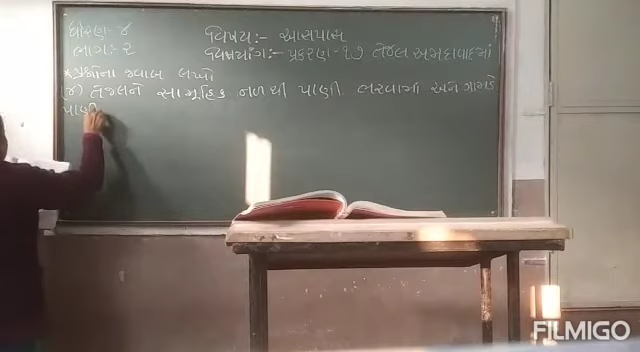 ધોરણ-૪ વિષય:- આસપાસ
ભાગ:-૨ વિષયાંગ:- પ્રકરણ-૧૭ તેજલ અમદાવાદમાં
*પ્રશ્નોના જવાબ લખો
(૪) તેજલને સામૂહિક નળથી પાણી ભરવામાં અને ગામડે
પાણી
FILMIGO